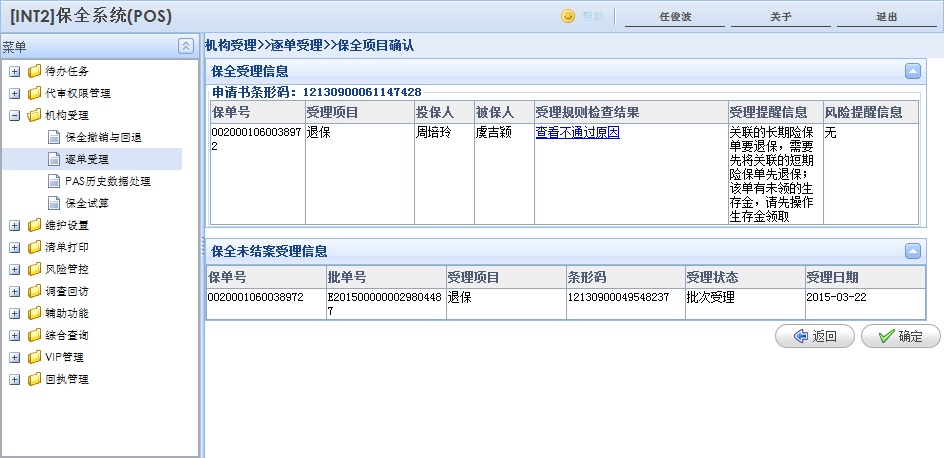 [INT2]保全系统(POS)
帮助
任俊波
关于
退出
菜单
待办任务
代审权限管理
机构受理
保全撤销与回退
逐单受理
PAS历史数据处理
保全试算
维护设置
清单打印
风险管控
调查回访
辅助功能
综合查询
VIP管理
回执管理
机构受理>>逐单受理>>保全项目确认
保全受理信息
申请书条形码：12130900061147428
保单号 受理项目 投保人 被保人 受理规则检查结果 受理提醒信息 风险提醒信息
002000106003897 退保 周培玲 虞吉颖 查看不通过原因 关联的长期险保 无
2 单要退保，需要
先将关联的短期
险保单先退保；
该单有未领的生
存金，请先操作
生存金领取
保全未结案受理信息
保单号 批单号 受理项目 条形码 受理状态 受理日期
0020001060038972 E201500000002980448 退保 12130900049548237 批次受理 2015-03-22
7
返回
确定